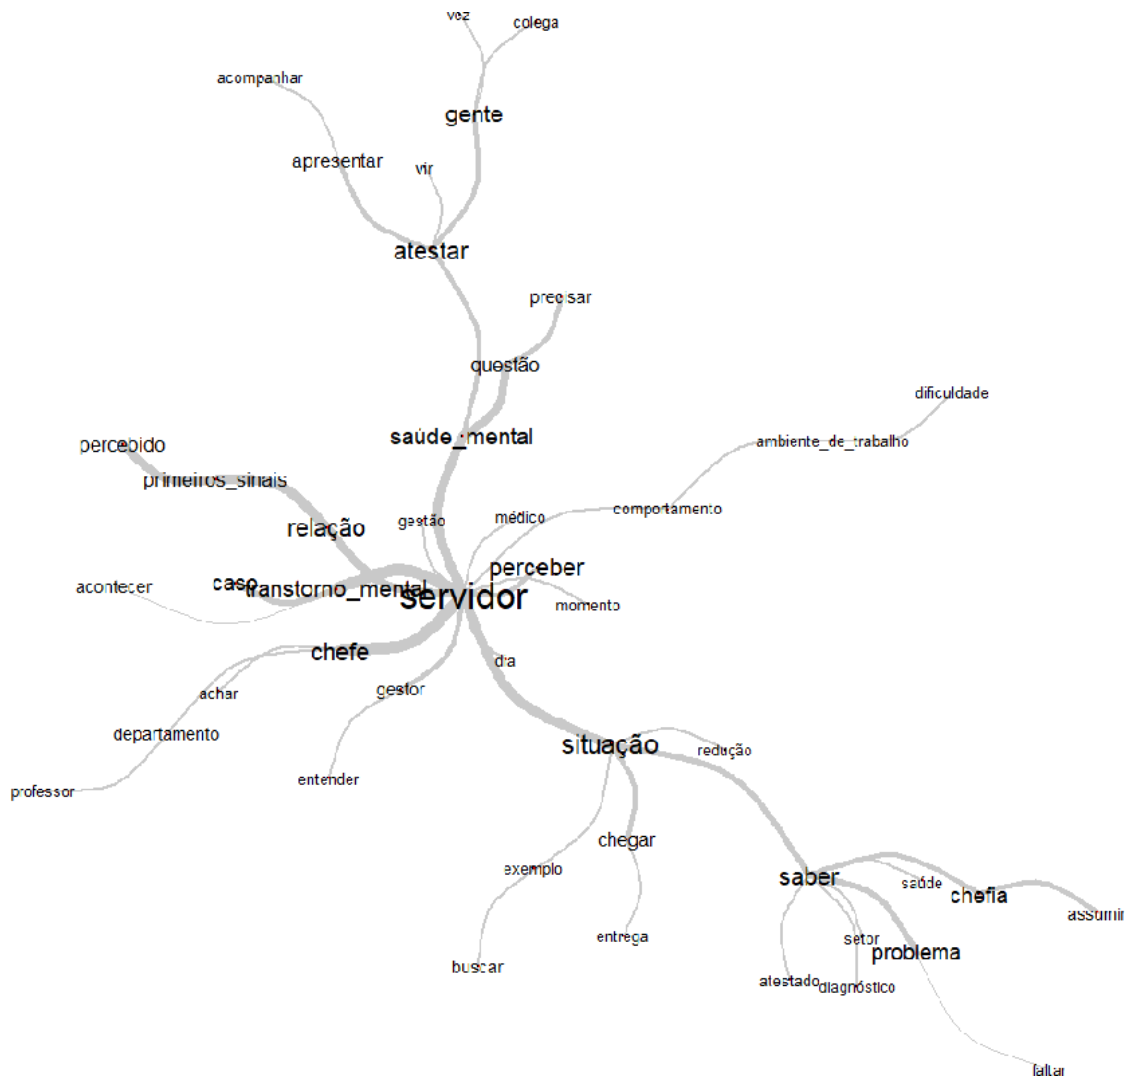 vez
colega
acompanhar
gente
apresentar
vir
atestar
precisar
questão
dificuldade
saúde_mental
ambiente_de_trabalho
percebido
primeiros_sinais
comportamento
médico
gestão
relação
perceber
caso
transtorno_mental
acontecer
servidor
momento
chefe
dia
gestor
achar
departamento
situação
redução
entender
professor
chegar
exemplo
saber
saúde
chefia
assumir
entrega
setor
problema
buscar
atestado
diagnóstico
faltar